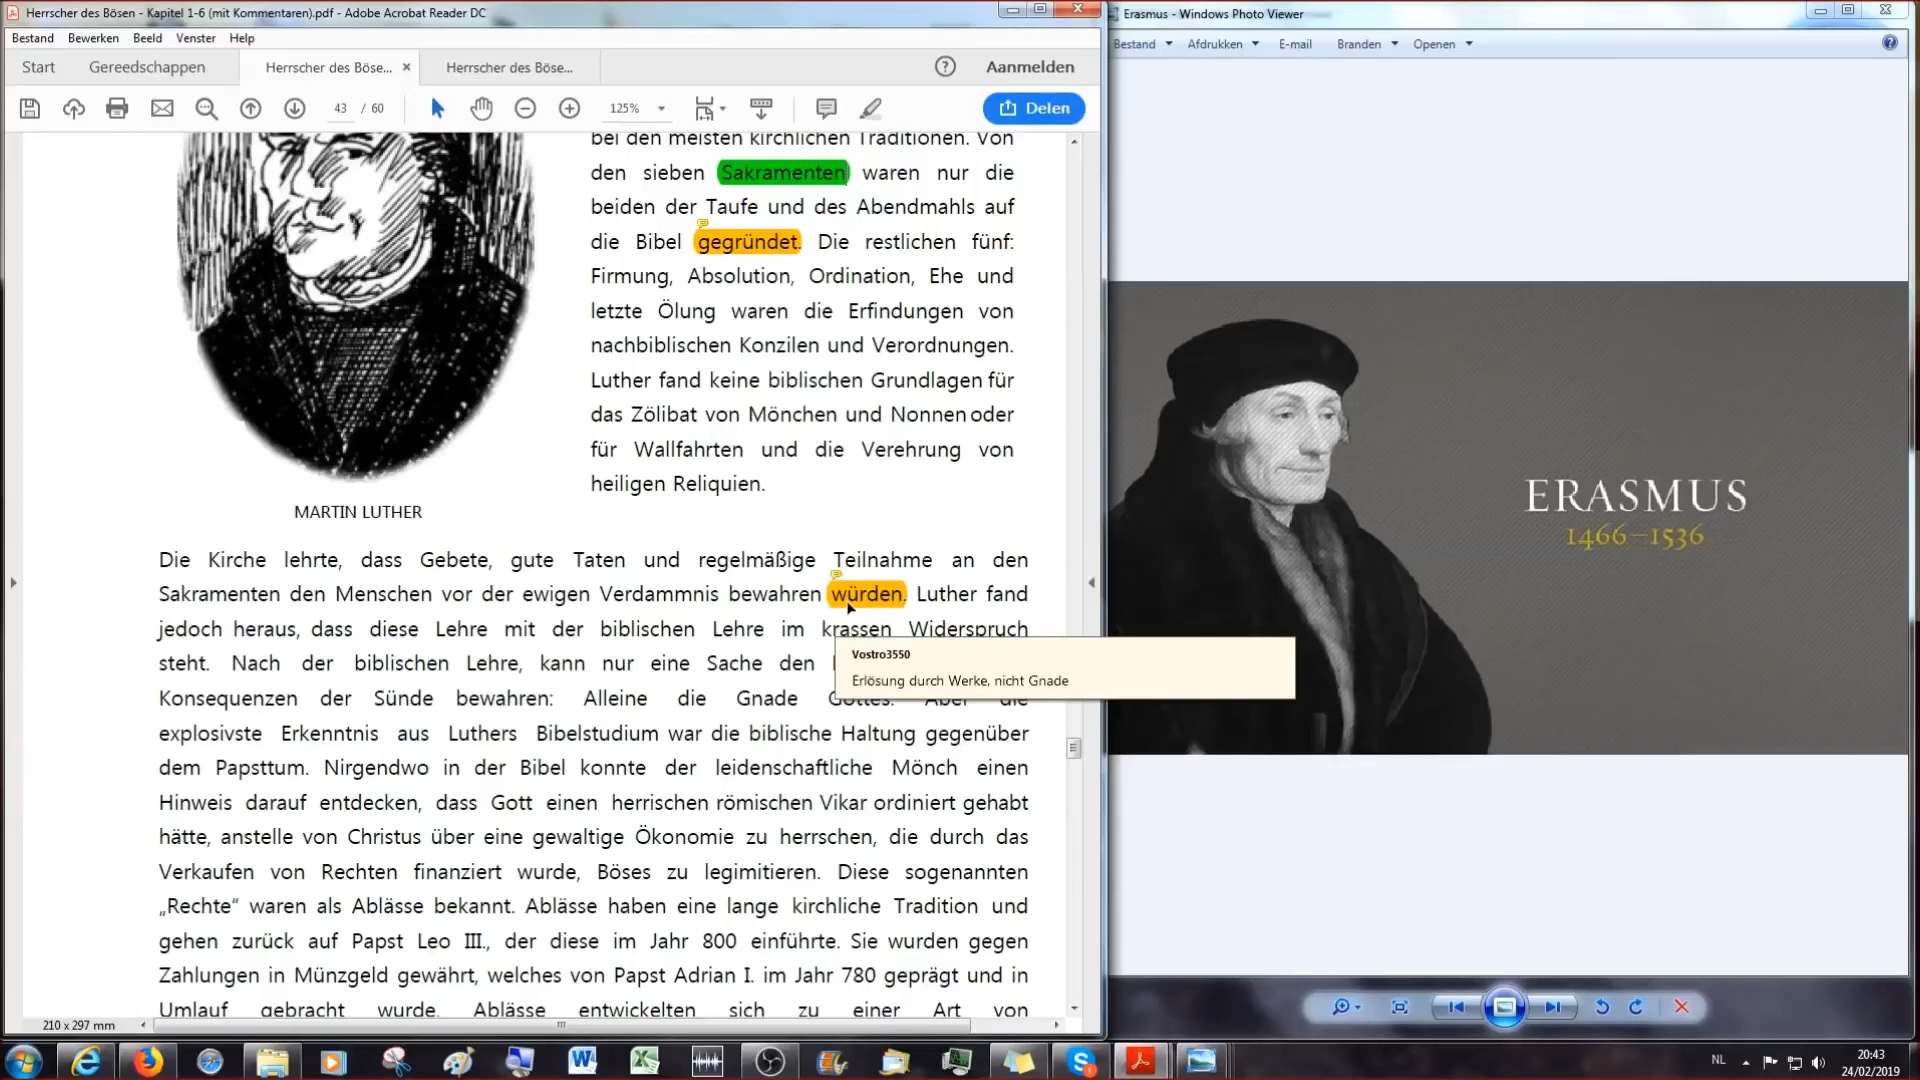 Herrscher des Bösen - Kapitel 1-6 (mit Kommentaren).pdf - Adobe Acrobat Reader DC
Bestand Bewerken Beeld Venster Help
Start Gereedschappen Herrscher des Böse... × Herrscher des Böse... Aanmelden
43 / 60 125% Delen
bei den meisten kirchlichen Traditionen. Von
den sieben Sakramenten waren nur die
beiden der Taufe und des Abendmahls auf
die Bibel gegründet. Die restlichen fünf:
Firmung, Absolution, Ordination, Ehe und
letzte Ölung waren die Erfindungen von
nachbiblischen Konzilen und Verordnungen.
Luther fand keine biblischen Grundlagen für
das Zölibat von Mönchen und Nonnen oder
für Wallfahrten und die Verehrung von
heiligen Reliquien.
MARTIN LUTHER
Die Kirche lehrte, dass Gebete, gute Taten und regelmäßige Teilnahme an den
Sakramenten den Menschen vor der ewigen Verdammnis bewahren würden. Luther fand
jedoch heraus, dass diese Lehre mit der biblischen Lehre im krassen Widerspruch
steht. Nach der biblischen Lehre, kann nur eine Sache den
Konsequenzen der Sünde bewahren: Alleine die Gnade Gottes. Aber die
explosivste Erkenntnis aus Luthers Bibelstudium war die biblische Haltung gegenüber
dem Papsttum. Nirgendwo in der Bibel konnte der leidenschaftliche Mönch einen
Hinweis darauf entdecken, dass Gott einen herrischen römischen Vikar ordiniert gehabt
hätte, anstelle von Christus über eine gewaltige Ökonomie zu herrschen, die durch das
Verkaufen von Rechten finanziert wurde, Böses zu legitimieren. Diese sogenannten
„Rechte“ waren als Ablässe bekannt. Ablässe haben eine lange kirchliche Tradition und
gehen zurück auf Papst Leo III., der diese im Jahr 800 einführte. Sie wurden gegen
Zahlungen in Münzgeld gewährt, welches von Papst Adrian I. im Jahr 780 geprägt und in
Umlauf gebracht wurde. Ablässe entwickelten sich zu einer Art von
Vostro3550
Erlösung durch Werke, nicht Gnade
210 x 297 mm
Erasmus - Windows Photo Viewer
Bestand Afdrukken E-mail Branden Openen
ERASMUS
1466–1536
NL
20:43
24/02/2019